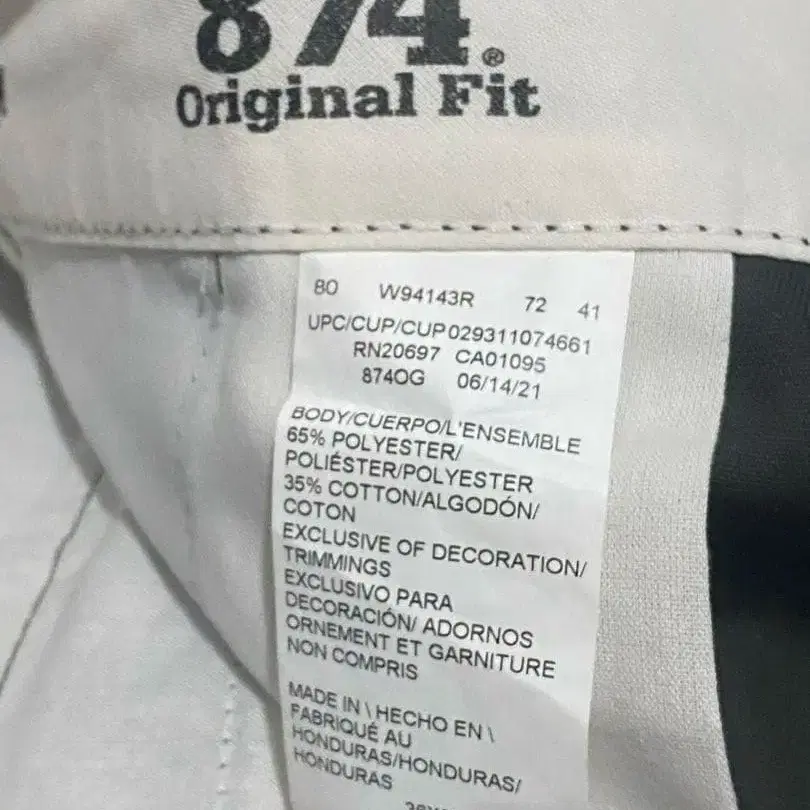 874®
Original Fit
80 W94143R 72 41
UPC/CUP/CUP 029311074661
RN20697 CA01095
874OG 06/14/21
BODY/CUERPO/L'ENSEMBLE
65% POLYESTER/
POLIÉSTER/POLYESTER
35% COTTON/ALGODÓN/
COTON
EXCLUSIVE OF DECORATION/
TRIMMINGS
EXCLUSIVO PARA
DECORACIÓN/ ADORNOS
ORNEMENT ET GARNITURE
NON COMPRIS
MADE IN \ HECHO EN \
FABRIQUÉ AU
HONDURAS/HONDURAS/
HONDURAS